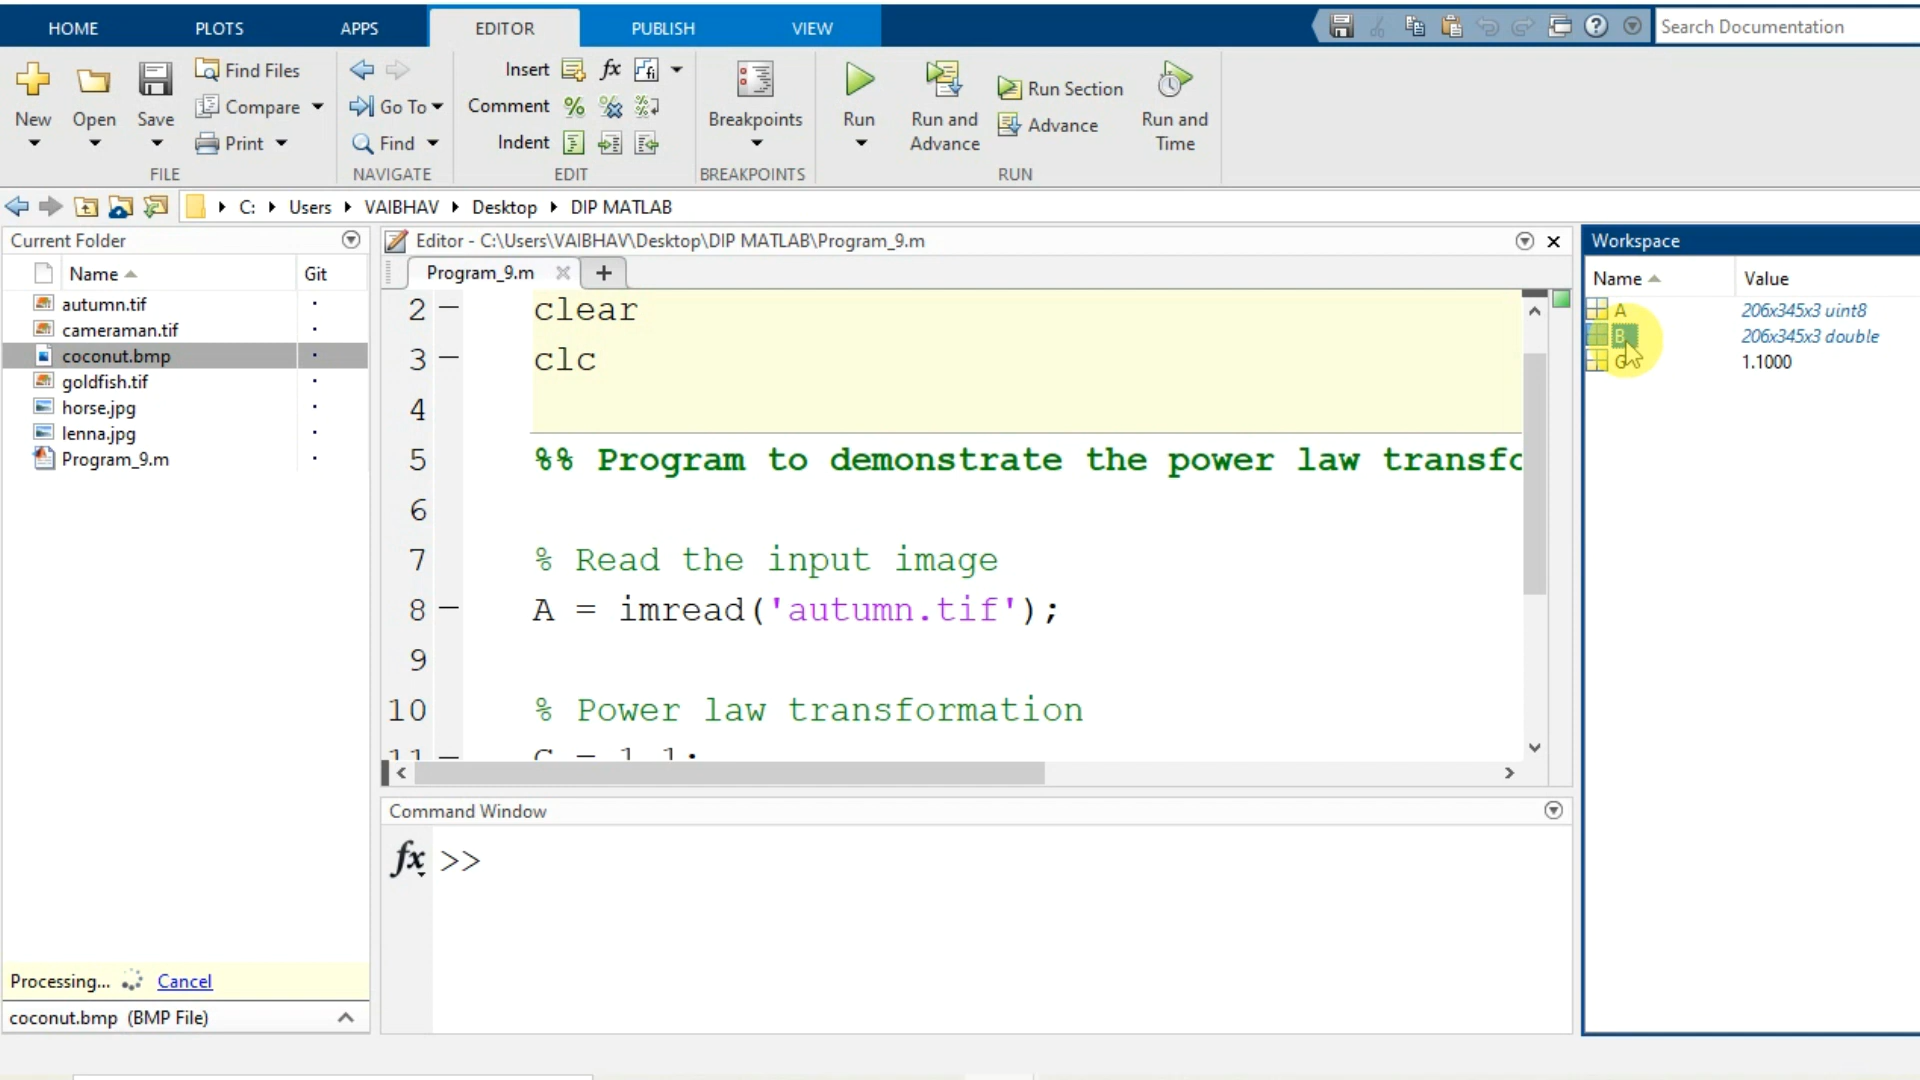 HOME PLOTS APPS EDITOR PUBLISH VIEW Search Documentation
New Open Save Find Files Compare Print
FILE
Go To Find
NAVIGATE
Insert fx
Comment
Indent
EDIT
Breakpoints
BREAKPOINTS
Run Run and Advance Run Section Advance Run and Time
RUN
C: Users VAIBHAV Desktop DIP MATLAB
Current Folder
Name Git
autumn.tif
cameraman.tif
coconut.bmp
goldfish.tif
horse.jpg
lenna.jpg
Program_9.m
Processing... Cancel
coconut.bmp (BMP File)
Editor - C:\Users\VAIBHAV\Desktop\DIP MATLAB\Program_9.m
Program_9.m
2 clear
3 clc
4
5 %% Program to demonstrate the power law transfo
6
7 % Read the input image
8 A = imread('autumn.tif');
9
10 % Power law transformation
11
Command Window
fx >>
Workspace
Name Value
A 206x345x3 uint8
B 206x345x3 double
G 1.1000